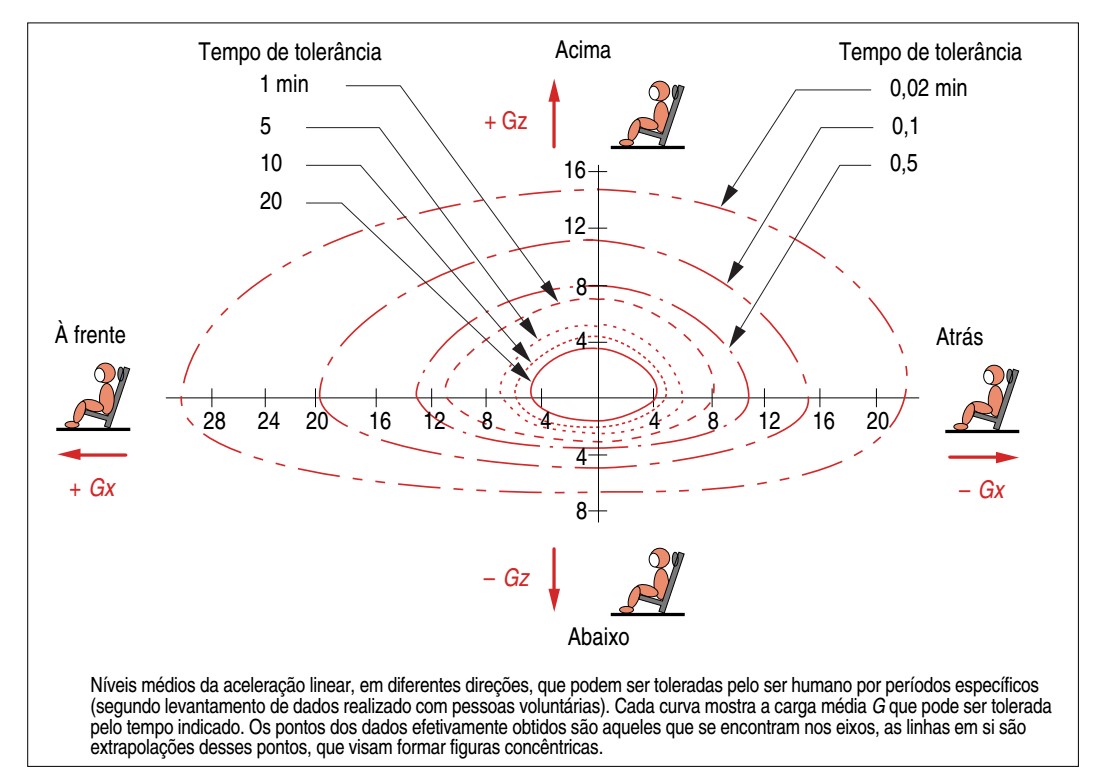 Tempo de tolerância
1 min
5
10
20
Acima
+ Gz
Tempo de tolerância
0,02 min
0,1
0,5
16
12
8
4
À frente
+ Gx
Atrás
– Gx
28 24 20 16 12 8 4 4 8 12 16 20
4
8
– Gz
Abaixo
Níveis médios da aceleração linear, em diferentes direções, que podem ser toleradas pelo ser humano por períodos específicos
(segundo levantamento de dados realizado com pessoas voluntárias). Cada curva mostra a carga média G que pode ser tolerada
pelo tempo indicado. Os pontos dos dados efetivamente obtidos são aqueles que se encontram nos eixos, as linhas em si são
extrapolações desses pontos, que visam formar figuras concêntricas.